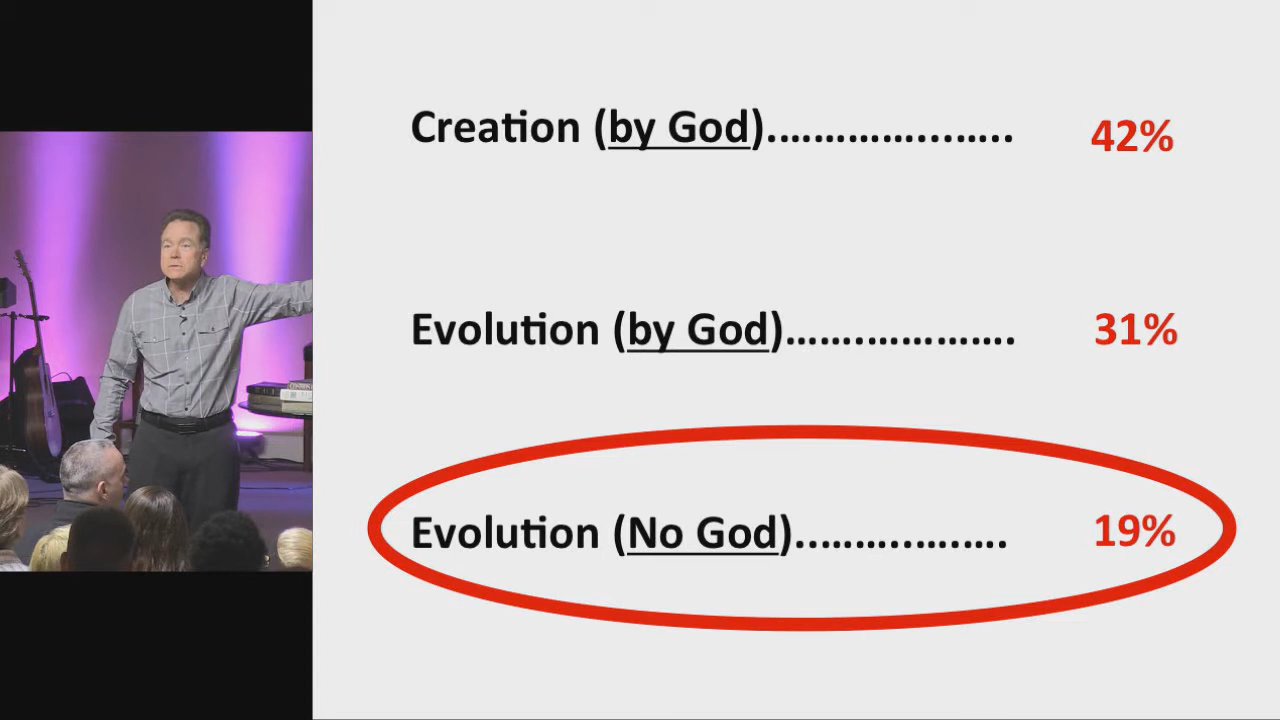 Creation (by God)…………………… 42%
Evolution (by God)…………………… 31%
Evolution (No God)………………… 19%